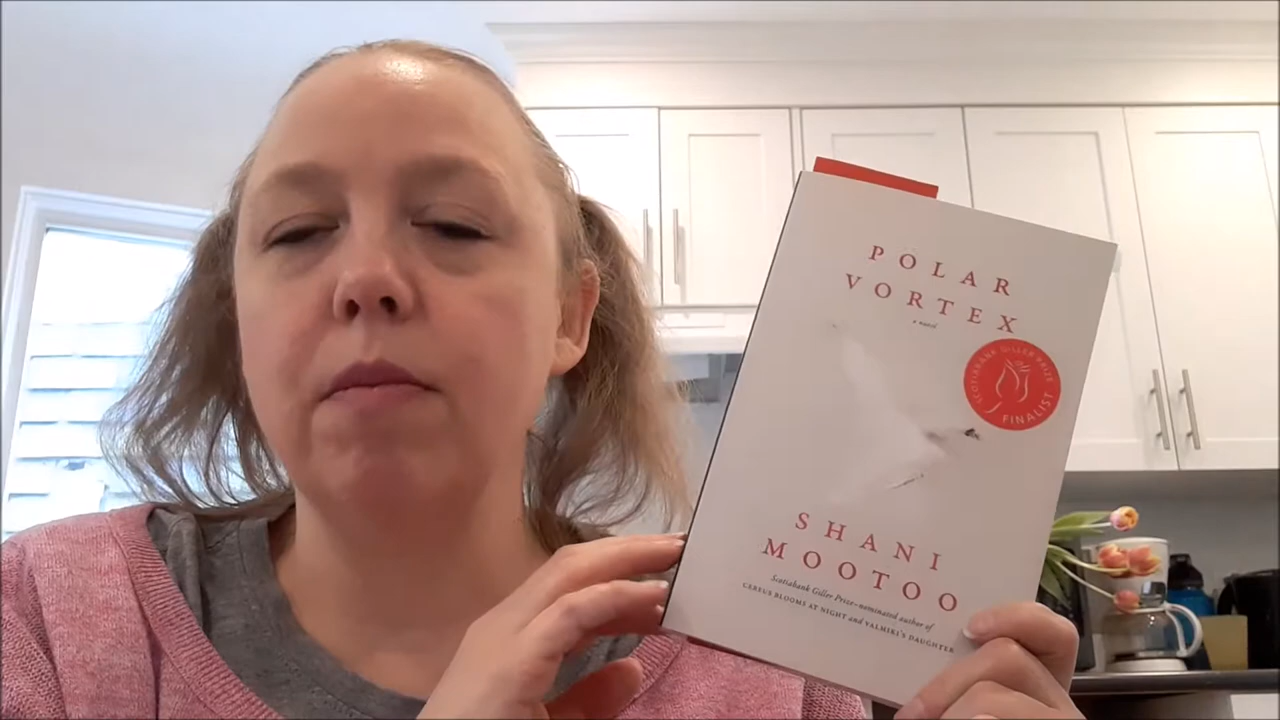 POLAR
VORTEX
a novel
SCOTIABANK GILLER PRIZE
FINALIST
SHANI
MOOTOO
Scotiabank Giller Prize–nominated author of
CEREUS BLOOMS AT NIGHT and VALMIKI'S DAUGHTER